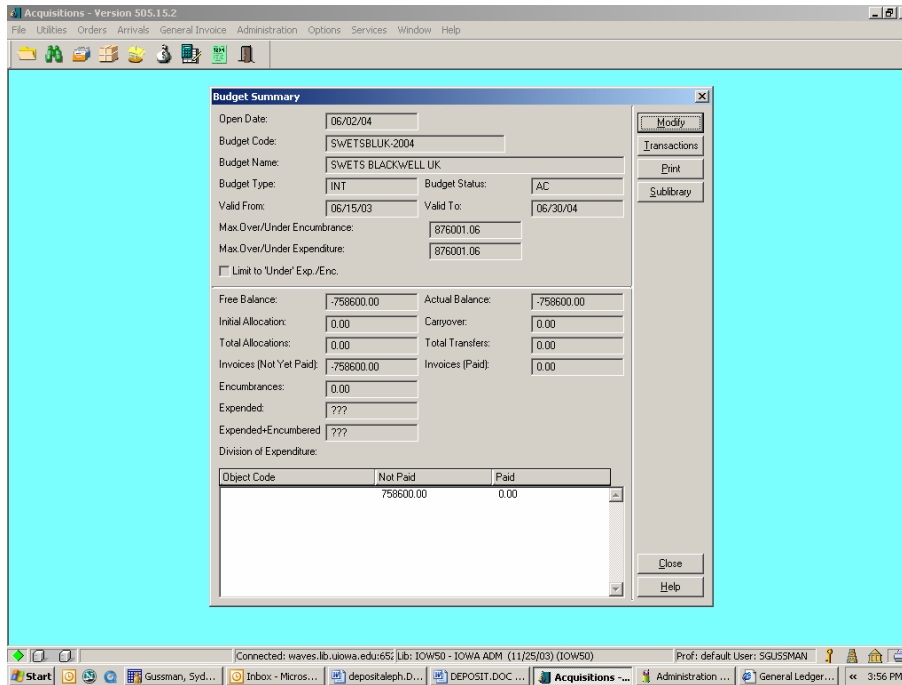 Acquisitions - Version 505.15.2
File Utilities Orders Arrivals General Invoice Administration Options Services Window Help
Budget Summary
Open Date: 06/02/04
Modify
Budget Code: SWETSBLUK-2004
Transactions
Budget Name: SWETS BLACKWELL UK
Print
Budget Type: INT Budget Status: AC
Sublibrary
Valid From: 06/15/03 Valid To: 06/30/04
Max.Over/Under Encumbrance: 876001.06
Max.Over/Under Expenditure: 876001.06
Limit to 'Under' Exp./Enc.
Free Balance: -758600.00 Actual Balance: -758600.00
Initial Allocation: 0.00 Carryover: 0.00
Total Allocations: 0.00 Total Transfers: 0.00
Invoices (Not Yet Paid): -758600.00 Invoices (Paid): 0.00
Encumbrances: 0.00
Expended: ???
Expended+Encumbered ???
Division of Expenditure:
Object Code Not Paid Paid
758600.00 0.00
Close
Help
Connected: waves.lib.uiowa.edu:652 Lib: IOW50 - IOWA ADM (11/25/03) (IOW50) Prof: default User: SGUSSMAN
Start Gussman, Syd... Inbox - Micros... depositaleph.D... DEPOSIT.DOC ... Acquisitions -... Administration ... General Ledger... « 3:56 PM